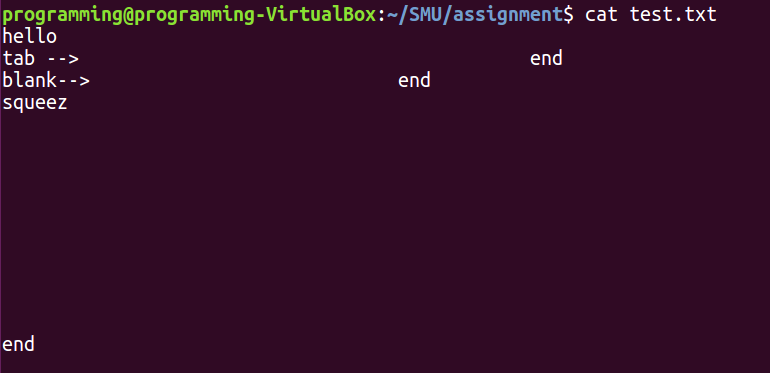 programming@programming-VirtualBox:~/SMU/assignment$ cat test.txt
hello
tab -->                                         end
blank-->                            end
squeez
end